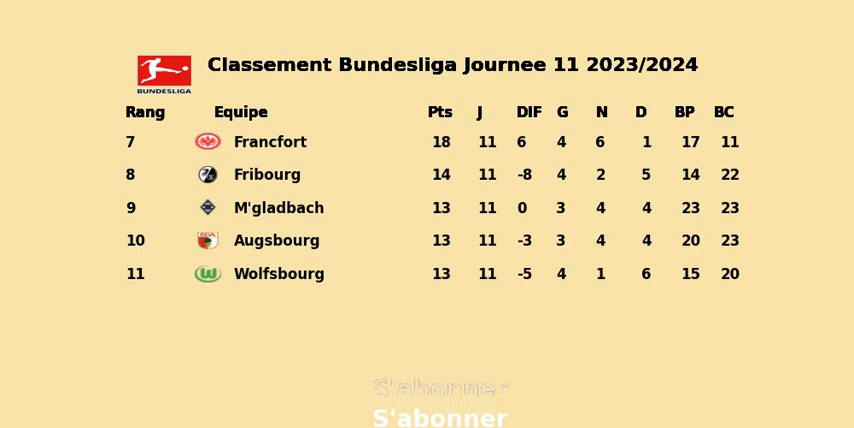 Classement Bundesliga Journee 11 2023/2024
BUNDESLIGA
Rang Equipe Pts J DIF G N D BP BC
7 Francfort 18 11 6 4 6 1 17 11
8 Fribourg 14 11 -8 4 2 5 14 22
9 M'gladbach 13 11 0 3 4 4 23 23
10 Augsbourg 13 11 -3 3 4 4 20 23
11 Wolfsbourg 13 11 -5 4 1 6 15 20
S'abonner
S'abonner